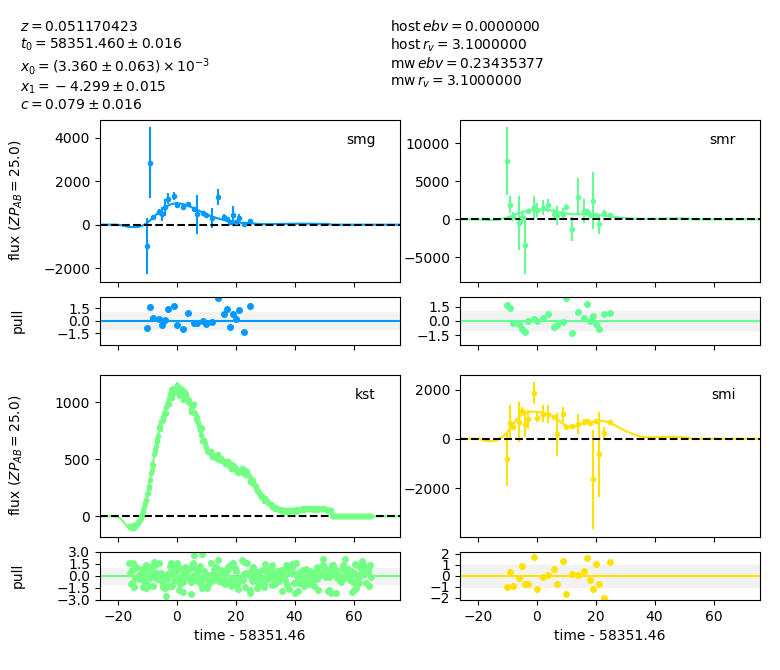 z = 0.051170423
t₀ = 58351.460 ± 0.016
x₀ = (3.360 ± 0.063) × 10⁻³
x₁ = −4.299 ± 0.015
c = 0.079 ± 0.016
host ebv = 0.0000000
host r_v = 3.1000000
mw ebv = 0.23435377
mw r_v = 3.1000000
smg
4000
2000
0
−2000
flux (ZP_AB = 25.0)
smr
10000
5000
0
−5000
1.5
0.0
−1.5
pull
1.5
0.0
−1.5
kst
1000
500
0
flux (ZP_AB = 25.0)
smi
2000
0
−2000
3.0
1.5
0.0
−1.5
−3.0
pull
−20 0 20 40 60
time - 58351.46
2
1
0
−1
−2
−20 0 20 40 60
time - 58351.46